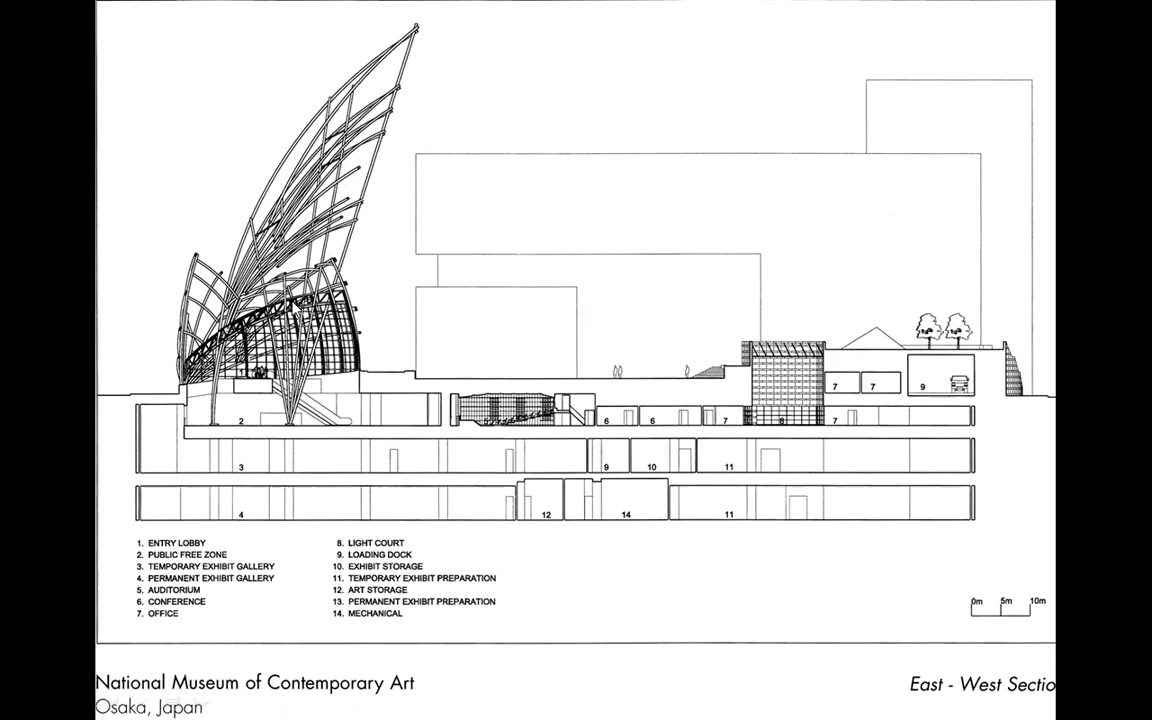 1
7
7
9
2
5
6
6
7
8
7
3
9
10
11
4
12
14
11
1. ENTRY LOBBY
2. PUBLIC FREE ZONE
3. TEMPORARY EXHIBIT GALLERY
4. PERMANENT EXHIBIT GALLERY
5. AUDITORIUM
6. CONFERENCE
7. OFFICE
8. LIGHT COURT
9. LOADING DOCK
10. EXHIBIT STORAGE
11. TEMPORARY EXHIBIT PREPARATION
12. ART STORAGE
13. PERMANENT EXHIBIT PREPARATION
14. MECHANICAL
0m 5m 10m
National Museum of Contemporary Art
Osaka, Japan
East - West Sectio